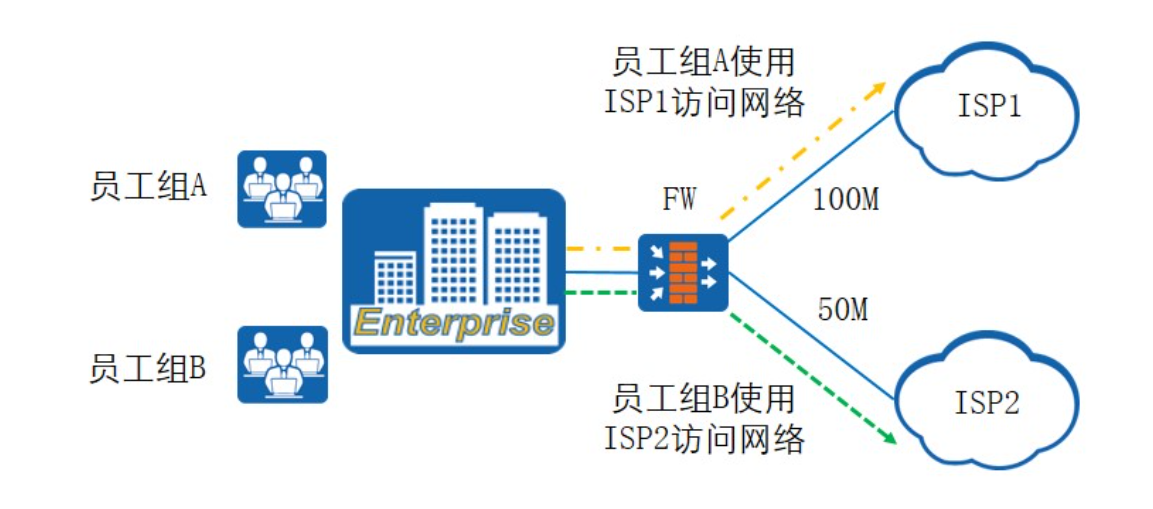 员工组A使用
ISP1访问网络
ISP1
员工组A
FW
100M
Enterprise
50M
员工组B
员工组B使用
ISP2访问网络
ISP2